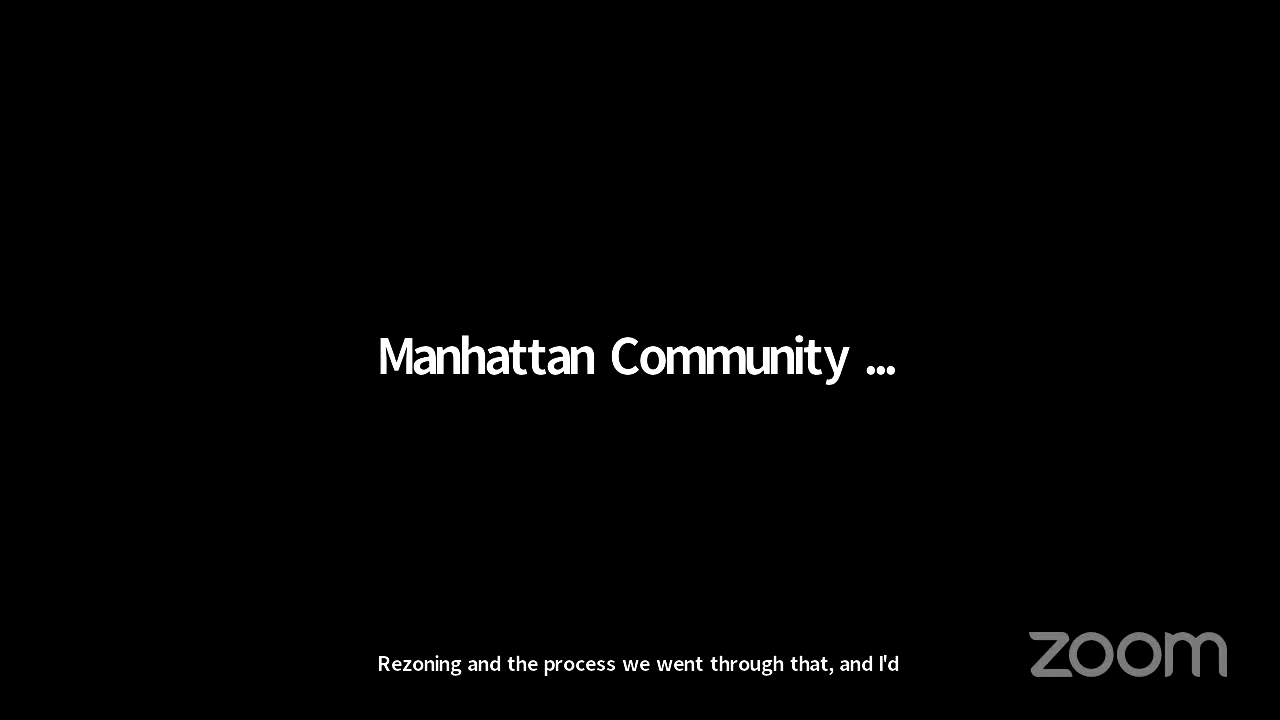 Manhattan Community ...
Rezoning and the process we went through that, and I'd
zoom